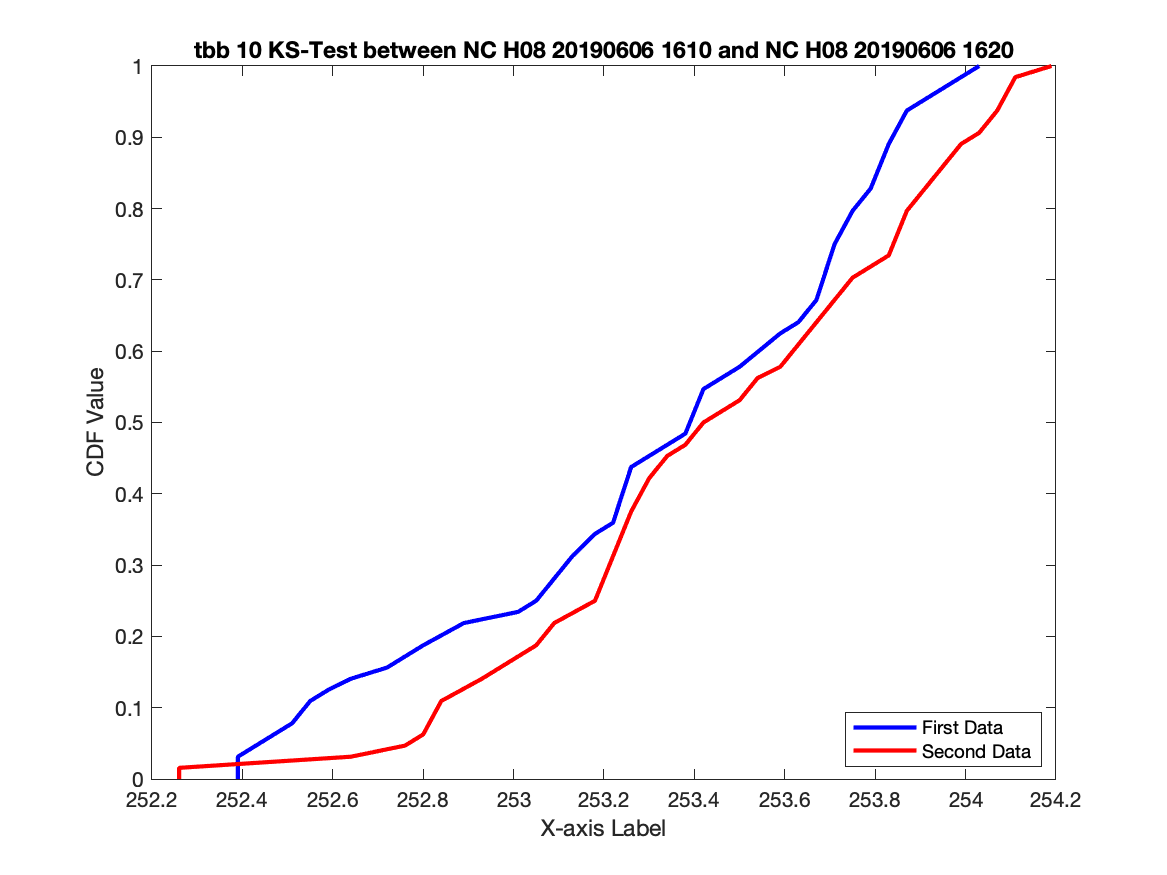 tbb 10 KS-Test between NC H08 20190606 1610 and NC H08 20190606 1620
1
0.9
0.8
0.7
0.6
0.5
0.4
0.3
0.2
0.1
0
CDF Value
First Data
Second Data
252.2 252.4 252.6 252.8 253 253.2 253.4 253.6 253.8 254 254.2
X-axis Label